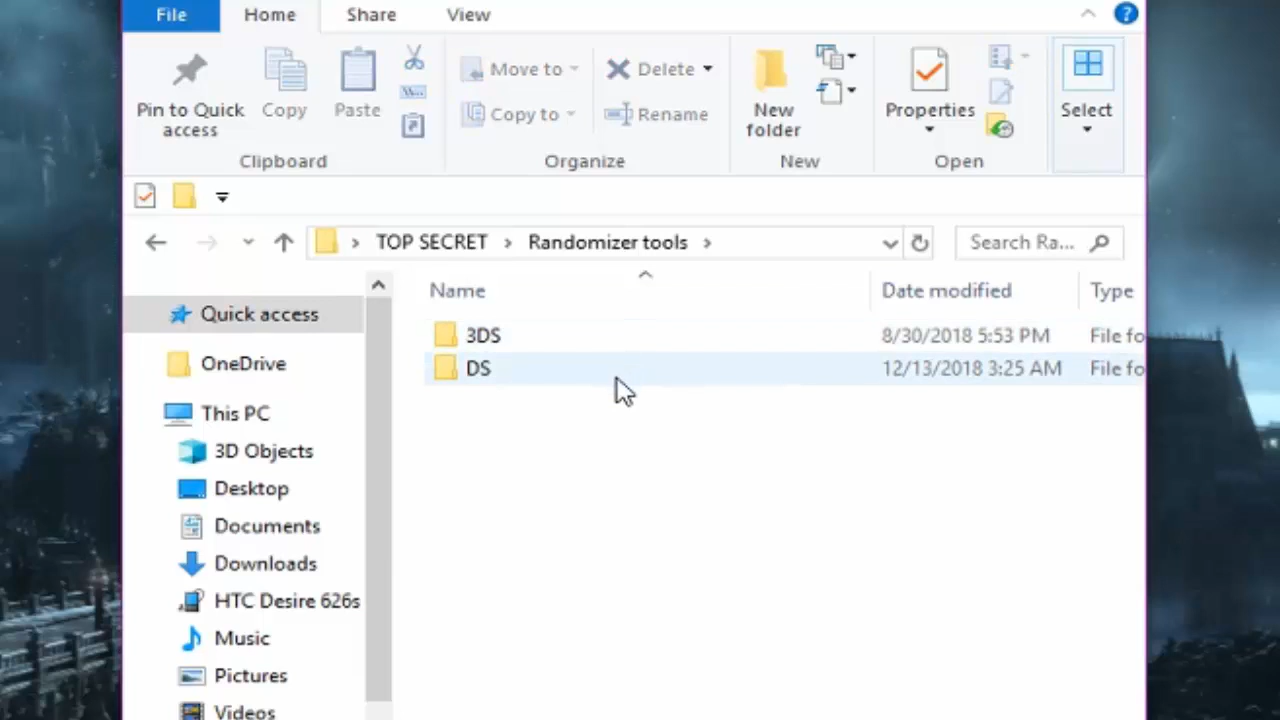 File Home Share View
Pin to Quick access
Copy
Paste
Clipboard
Move to
Copy to
Delete
Rename
Organize
New folder
New
Properties
Open
Select
TOP SECRET > Randomizer tools >
Search Ra...
Name Date modified Type
3DS 8/30/2018 5:53 PM File fo
DS 12/13/2018 3:25 AM File fo
Quick access
OneDrive
This PC
3D Objects
Desktop
Documents
Downloads
HTC Desire 626s
Music
Pictures
Videos